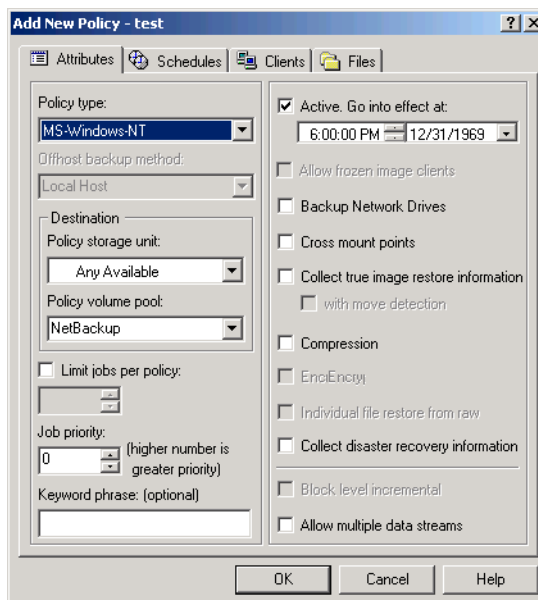 Add New Policy - test
Attributes
Schedules
Clients
Files
Policy type:
MS-Windows-NT
Offhost backup method:
Local Host
Destination
Policy storage unit:
Any Available
Policy volume pool:
NetBackup
Limit jobs per policy:
Job priority:
0
(higher number is
greater priority)
Keyword phrase: (optional)
Active. Go into effect at:
6:00:00 PM 12/31/1969
Allow frozen image clients
Backup Network Drives
Cross mount points
Collect true image restore information
with move detection
Compression
Individual file restore from raw
Collect disaster recovery information
Block level incremental
Allow multiple data streams
OK
Cancel
Help